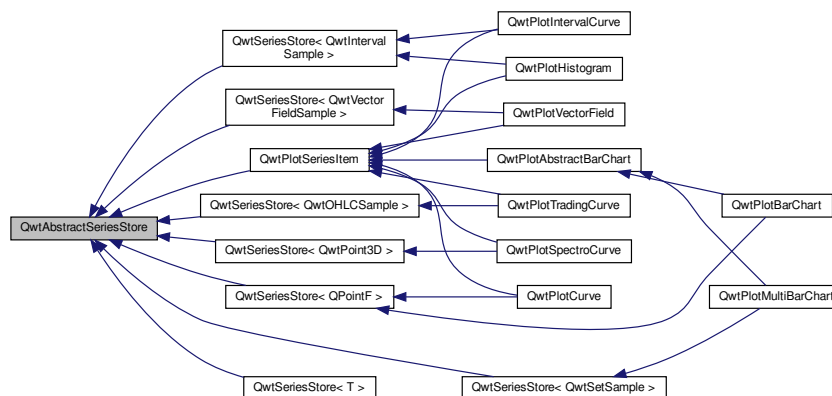 QwtPlotIntervalCurve
QwtSeriesStore< QwtInterval
Sample >
QwtPlotHistogram
QwtSeriesStore< QwtVector
FieldSample >
QwtPlotVectorField
QwtPlotSeriesItem
QwtPlotAbstractBarChart
QwtSeriesStore< QwtOHLCSample >
QwtPlotTradingCurve
QwtPlotBarChart
QwtAbstractSeriesStore
QwtSeriesStore< QwtPoint3D >
QwtPlotSpectroCurve
QwtSeriesStore< QPointF >
QwtPlotCurve
QwtPlotMultiBarChart
QwtSeriesStore< T >
QwtSeriesStore< QwtSetSample >